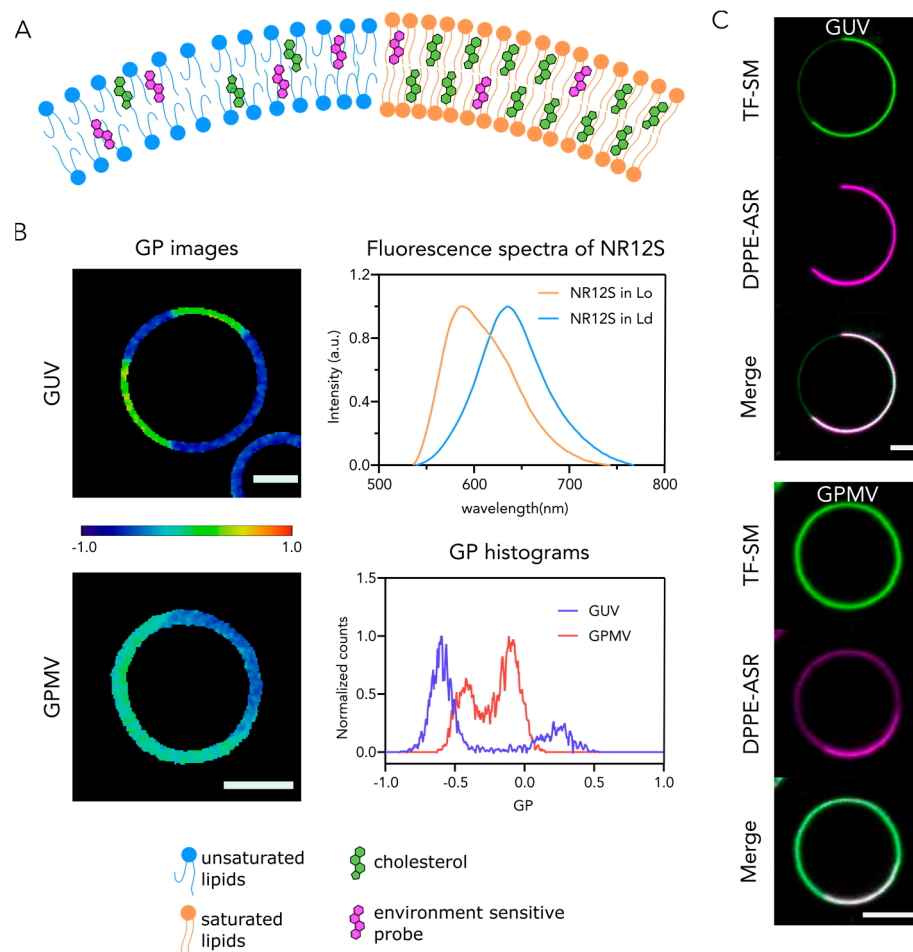 A
B
GP images
GUV
-1.0
1.0
GPMV
Fluorescence spectra of NR12S
1.2
0.8
0.4
0.0
Intensity (a.u.)
NR12S in Lo
NR12S in Ld
500
600
700
800
wavelength(nm)
GP histograms
1.5
1.0
0.5
0.0
Normalized counts
GUV
GPMV
-1.0
-0.5
0.0
0.5
1.0
GP
unsaturated
lipids
saturated
lipids
cholesterol
environment sensitive
probe
C
GUV
TF-SM
DPPE-ASR
Merge
GPMV
TF-SM
DPPE-ASR
Merge